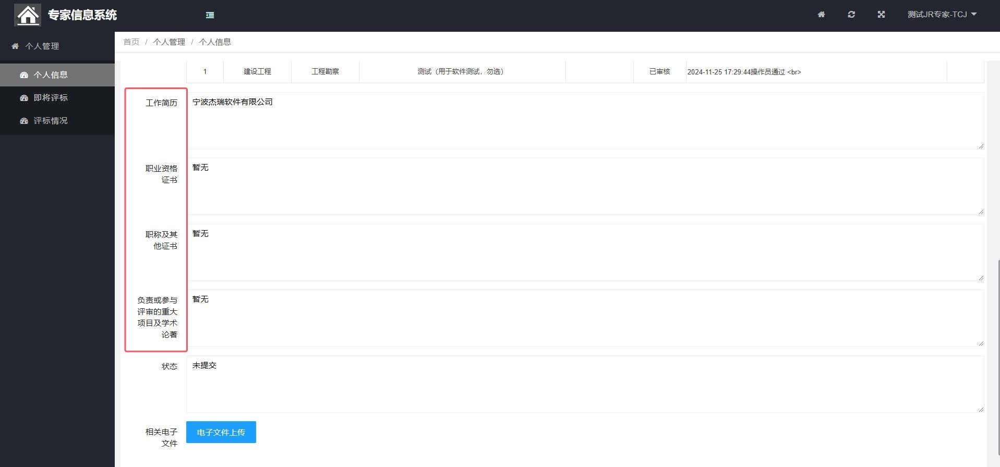 专家信息系统
测试JR专家-TCJ
个人管理
首页 / 个人管理 / 个人信息
个人信息
即将评标
评标情况
1 建设工程 工程勘察 测试（用于软件测试，勿选） 已审核 2024-11-25 17:29:44操作员通过 <br>
工作简历 宁波杰瑞软件有限公司
职业资格 暂无
证书
职称及其 暂无
他证书
负责或参与 暂无
评审的重大
项目及学术
论著
状态 未提交
相关电子 电子文件上传
文件